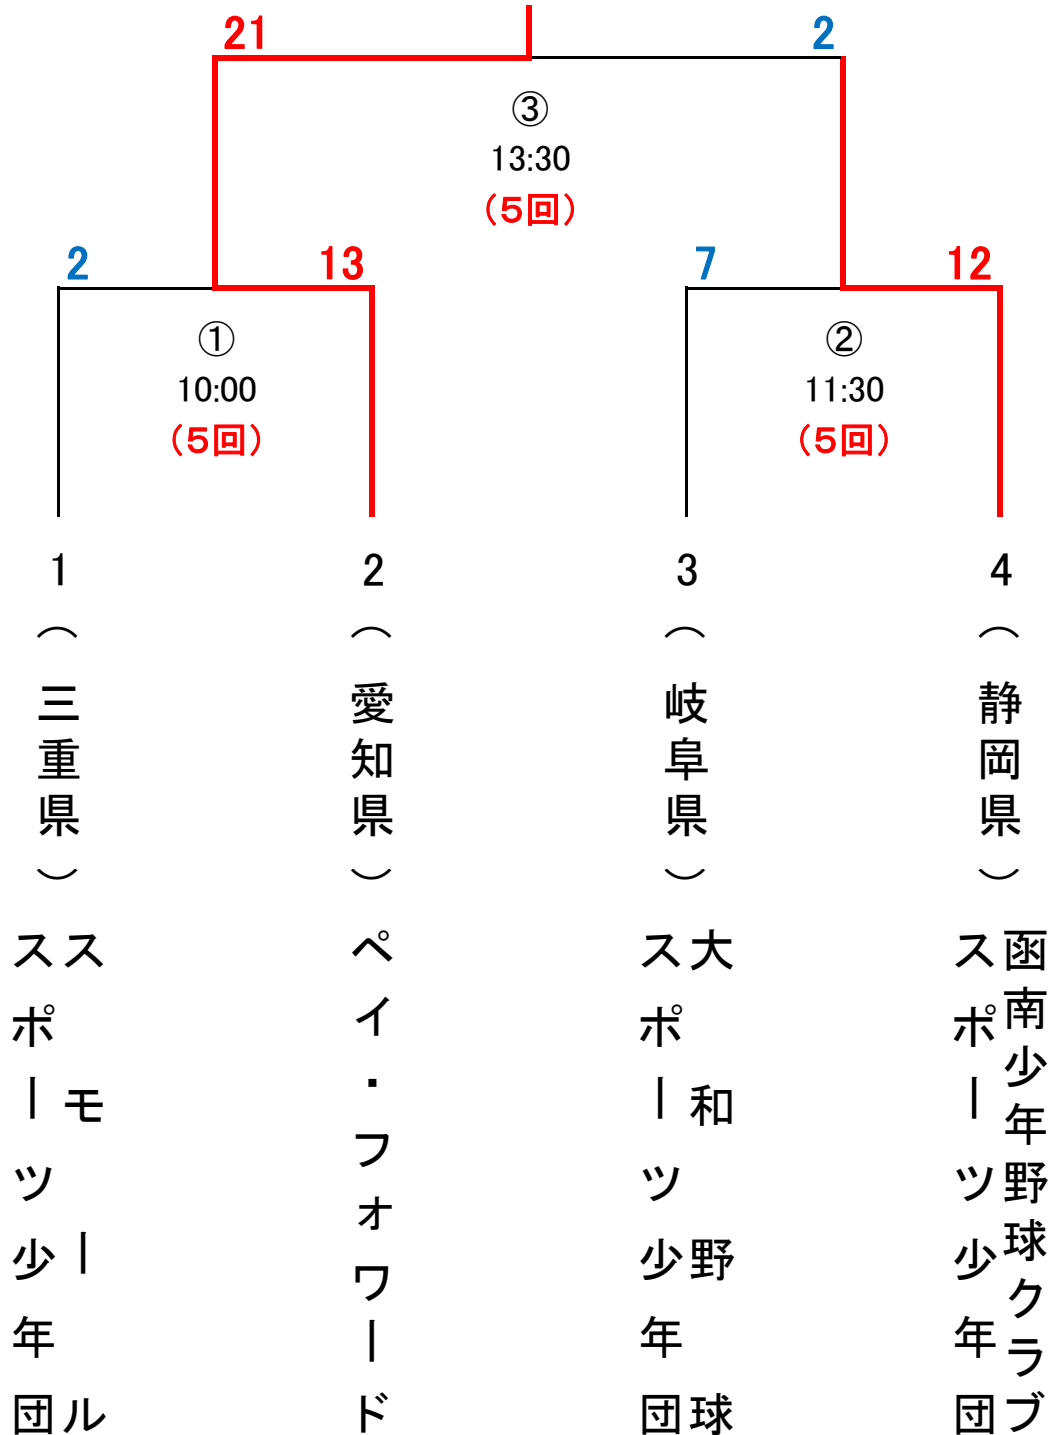 21
2
③
13:30
（5回）
2
13
7
12
①
10:00
（5回）
②
11:30
（5回）
1
（三重県）
スモール
スポーツ少年団
2
（愛知県）
ペイ・フォワード
3
（岐阜県）
大和野球
スポーツ少年団
4
（静岡県）
函南少年野球クラブ
スポーツ少年団